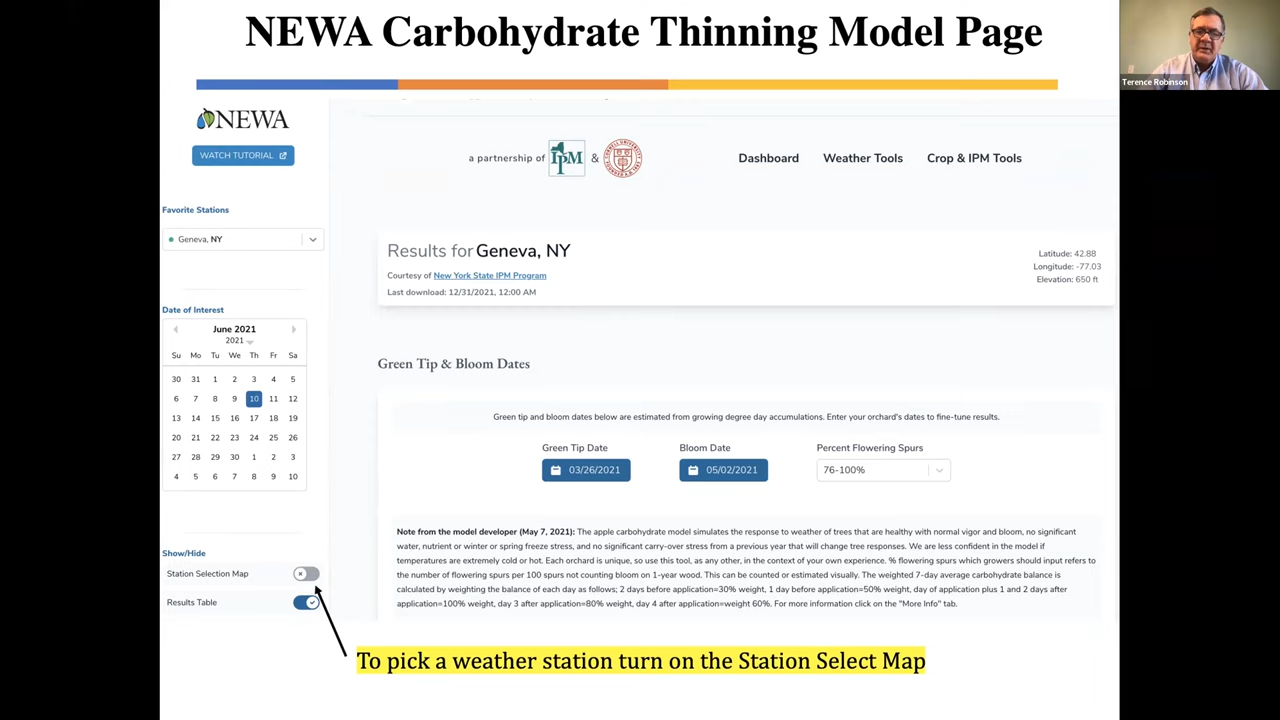 NEWA Carbohydrate Thinning Model Page
Terence Robinson
NEWA
WATCH TUTORIAL
a partnership of IPM &
Dashboard Weather Tools Crop & IPM Tools
Favorite Stations
Geneva, NY
Results for Geneva, NY
Courtesy of New York State IPM Program
Last download: 12/31/2021, 12:00 AM
Latitude: 42.88
Longitude: -77.03
Elevation: 650 ft
Date of Interest
June 2021
2021
Su Mo Tu We Th Fr Sa
30 31 1 2 3 4 5
6 7 8 9 10 11 12
13 14 15 16 17 18 19
20 21 22 23 24 25 26
27 28 29 30 1 2 3
4 5 6 7 8 9 10
Green Tip & Bloom Dates
Green tip and bloom dates below are estimated from growing degree day accumulations. Enter your orchard's dates to fine-tune results.
Green Tip Date Bloom Date Percent Flowering Spurs
03/26/2021 05/02/2021 76-100%
Note from the model developer (May 7, 2021): The apple carbohydrate model simulates the response to weather of trees that are healthy with normal vigor and bloom, no significant
water, nutrient or winter or spring freeze stress, and no significant carry-over stress from a previous year that will change tree responses. We are less confident in the model if
temperatures are extremely cold or hot. Each orchard is unique, so use this tool, as any other, in the context of your own experience. % flowering spurs which growers should input refers to
the number of flowering spurs per 100 spurs not counting bloom on 1-year wood. This can be counted or estimated visually. The weighted 7-day average carbohydrate balance is
calculated by weighting the balance of each day as follows; 2 days before application=30% weight, 1 day before application=50% weight, day of application plus 1 and 2 days after
application=100% weight, day 3 after application=80% weight, day 4 after application=weight 60%. For more information click on the "More Info" tab.
Show/Hide
Station Selection Map
Results Table
To pick a weather station turn on the Station Select Map